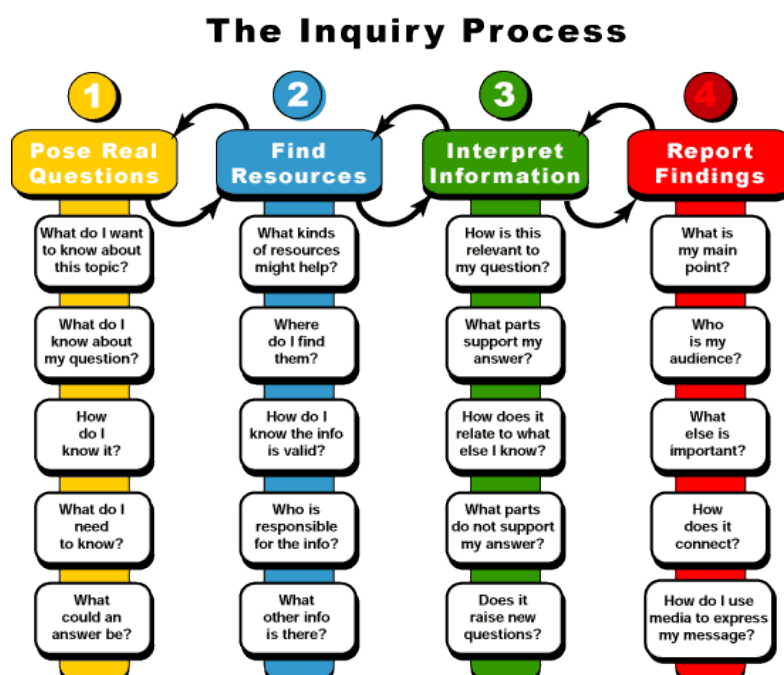 The Inquiry Process
1
Pose Real
Questions
What do I want
to know about
this topic?
What do I
know about
my question?
How
do I
know it?
What do I
need
to know?
What
could an
answer be?
2
Find
Resources
What kinds
of resources
might help?
Where
do I find
them?
How do I
know the info
is valid?
Who is
responsible
for the info?
What
other info
is there?
3
Interpret
Information
How is this
relevant to
my question?
What parts
support my
answer?
How does it
relate to what
else I know?
What parts
do not support
my answer?
Does it
raise new
questions?
4
Report
Findings
What is
my main
point?
Who
is my
audience?
What
else is
important?
How
does it
connect?
How do I use
media to express
my message?